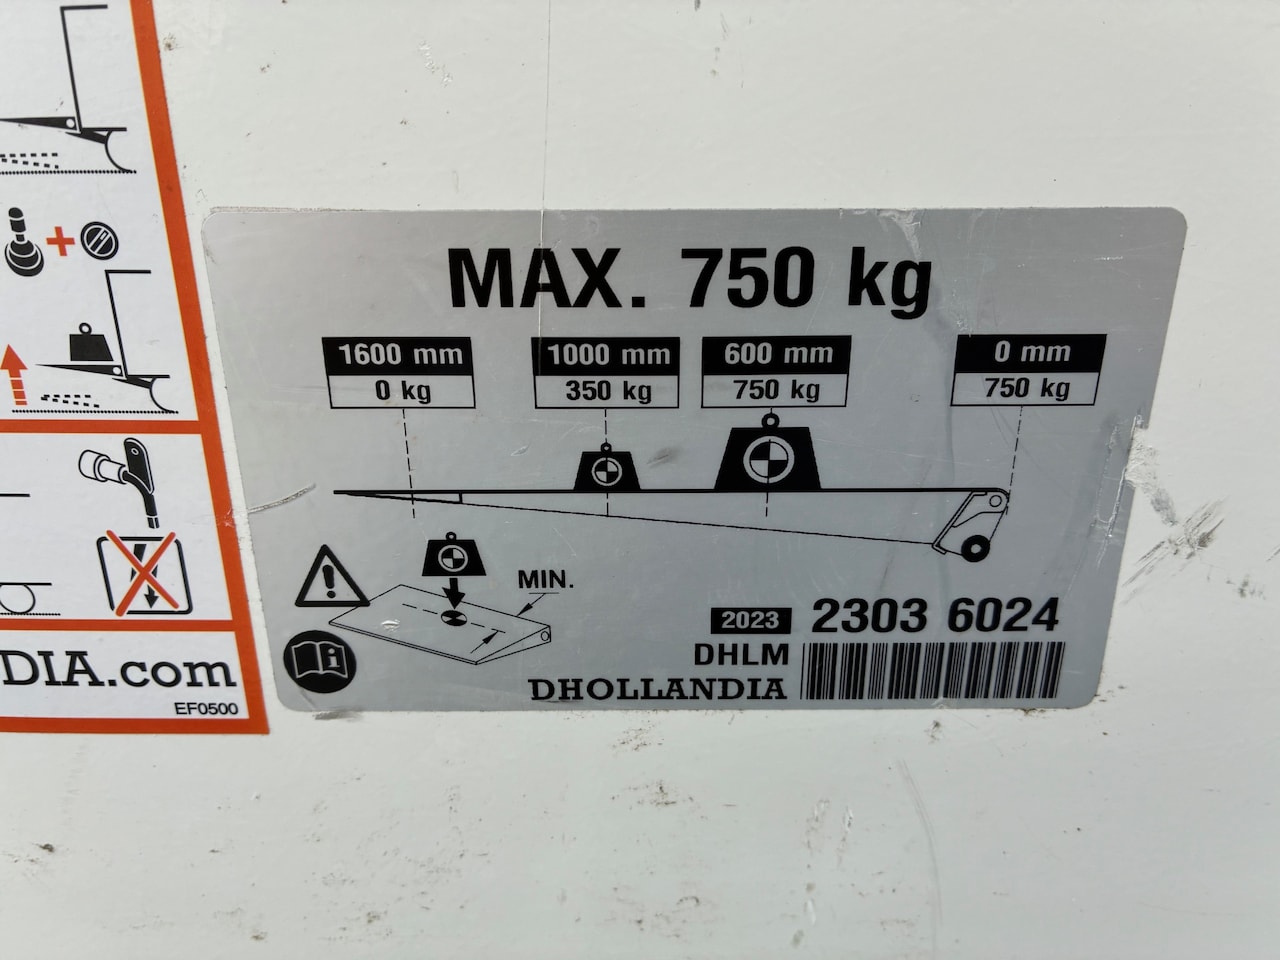 MAX. 750 kg
1600 mm 1000 mm 600 mm 0 mm
0 kg 350 kg 750 kg 750 kg
MIN.
2023 2303 6024
DHLM
DHOLLANDIA
DIA.com
EF0500